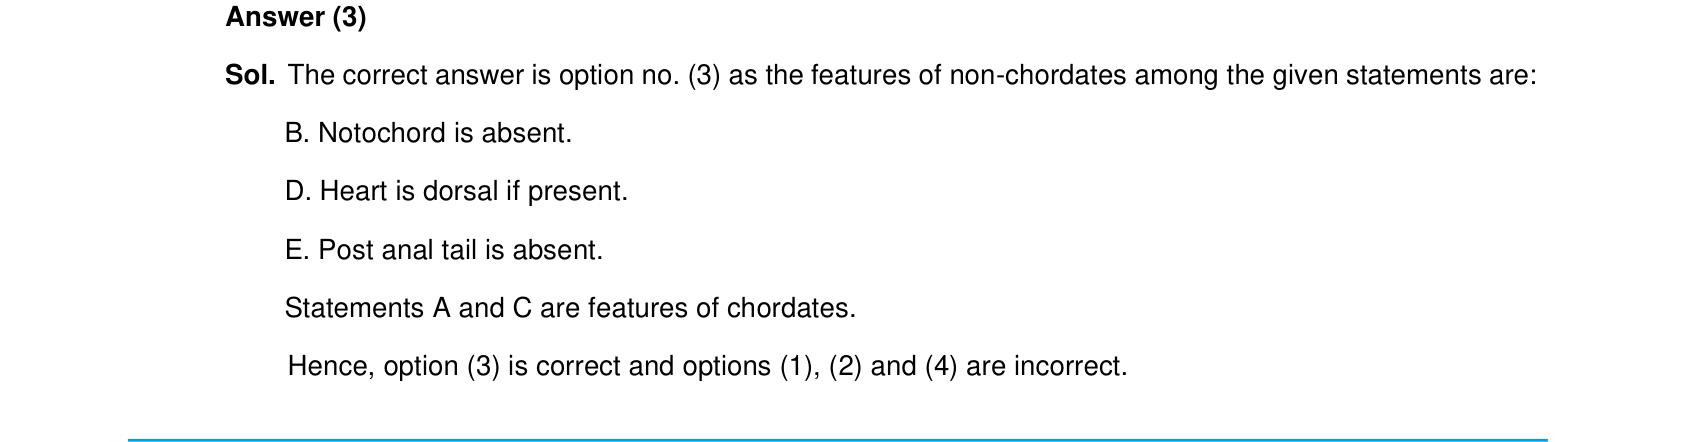 Answer (3)
Sol. The correct answer is option no. (3) as the features of non-chordates among the given statements are:
B. Notochord is absent.
D. Heart is dorsal if present.
E. Post anal tail is absent.
Statements A and C are features of chordates.
Hence, option (3) is correct and options (1), (2) and (4) are incorrect.